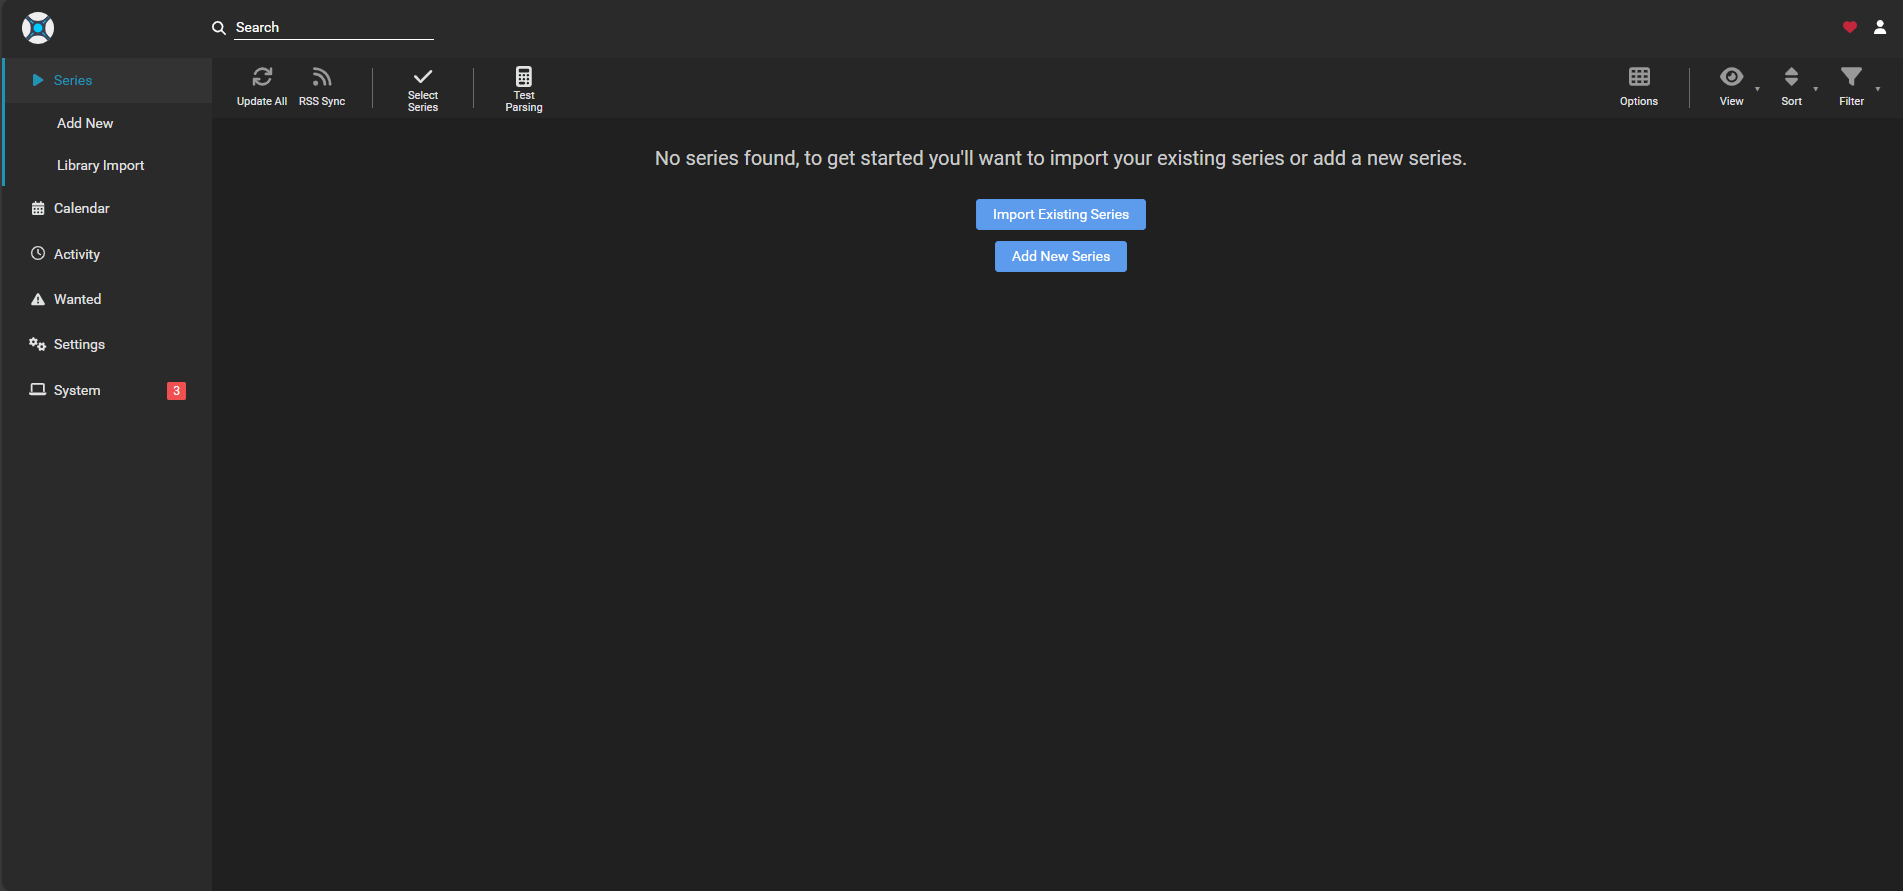 Search
Series
Add New
Library Import
Calendar
Activity
Wanted
Settings
System
3
Update All
RSS Sync
Select
Series
Test
Parsing
Options
View
Sort
Filter
No series found, to get started you'll want to import your existing series or add a new series.
Import Existing Series
Add New Series